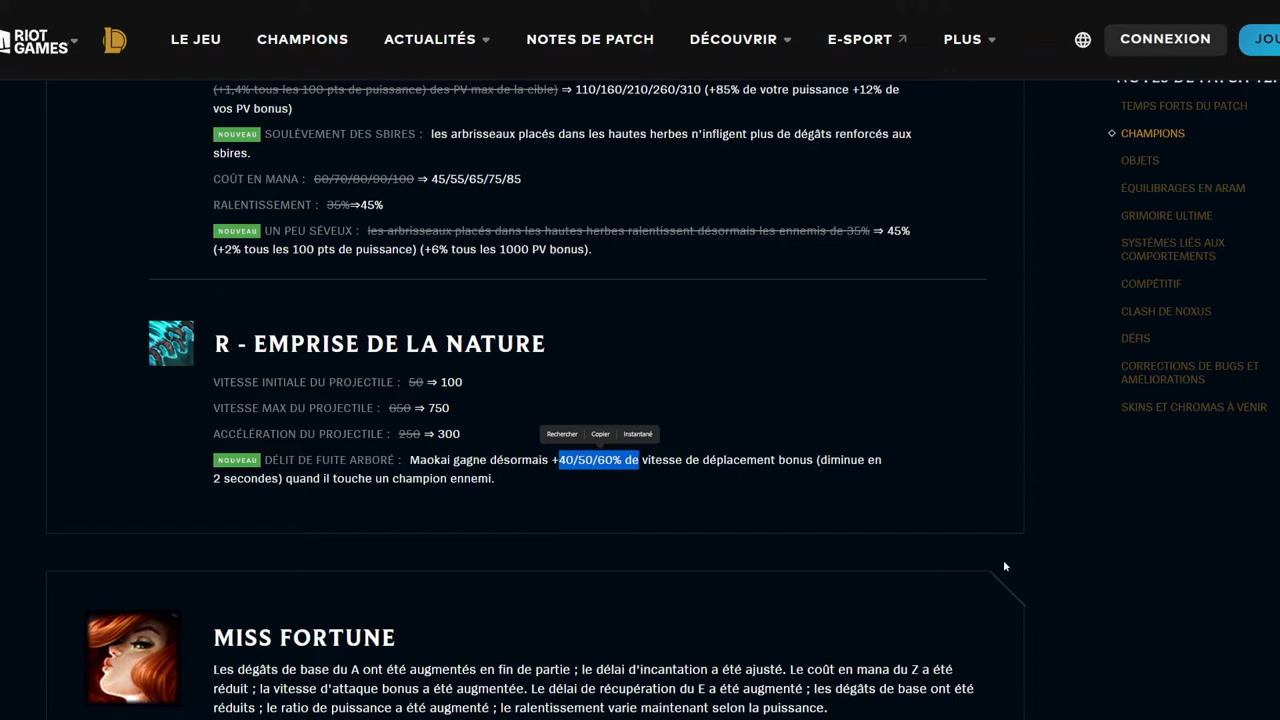 RIOT GAMES
LE JEU
CHAMPIONS
ACTUALITÉS
NOTES DE PATCH
DÉCOUVRIR
E-SPORT
PLUS
CONNEXION
(+1,4% tous les 100 pts de puissance) des PV max de la cible) ⇒ 110/160/210/260/310 (+85% de votre puissance +12% de
vos PV bonus)
NOUVEAU SOULÈVEMENT DES SBIRES : les arbrisseaux placés dans les hautes herbes n'infligent plus de dégâts renforcés aux
sbires.
COÛT EN MANA : 60/70/80/90/100 ⇒ 45/55/65/75/85
RALENTISSEMENT : 35%⇒45%
NOUVEAU UN PEU SÉVEUX : les arbrisseaux placés dans les hautes herbes ralentissent désormais les ennemis de 35% ⇒ 45%
(+2% tous les 100 pts de puissance) (+6% tous les 1000 PV bonus).
R - EMPRISE DE LA NATURE
VITESSE INITIALE DU PROJECTILE : 50 ⇒ 100
VITESSE MAX DU PROJECTILE : 650 ⇒ 750
ACCÉLÉRATION DU PROJECTILE : 250 ⇒ 300
Rechercher Copier Instantané
NOUVEAU DÉLIT DE FUITE ARBORÉ : Maokai gagne désormais +40/50/60% de vitesse de déplacement bonus (diminue en
2 secondes) quand il touche un champion ennemi.
MISS FORTUNE
Les dégâts de base du A ont été augmentés en fin de partie ; le délai d'incantation a été ajusté. Le coût en mana du Z a été
réduit ; la vitesse d'attaque bonus a été augmentée. Le délai de récupération du E a été augmenté ; les dégâts de base ont été
réduits ; le ratio de puissance a été augmenté ; le ralentissement varie maintenant selon la puissance.
TEMPS FORTS DU PATCH
CHAMPIONS
OBJETS
ÉQUILIBRAGES EN ARAM
GRIMOIRE ULTIME
SYSTÈMES LIÉS AUX
COMPORTEMENTS
COMPÉTITIF
CLASH DE NOXUS
DÉFIS
CORRECTIONS DE BUGS ET
AMÉLIORATIONS
SKINS ET CHROMAS À VENIR